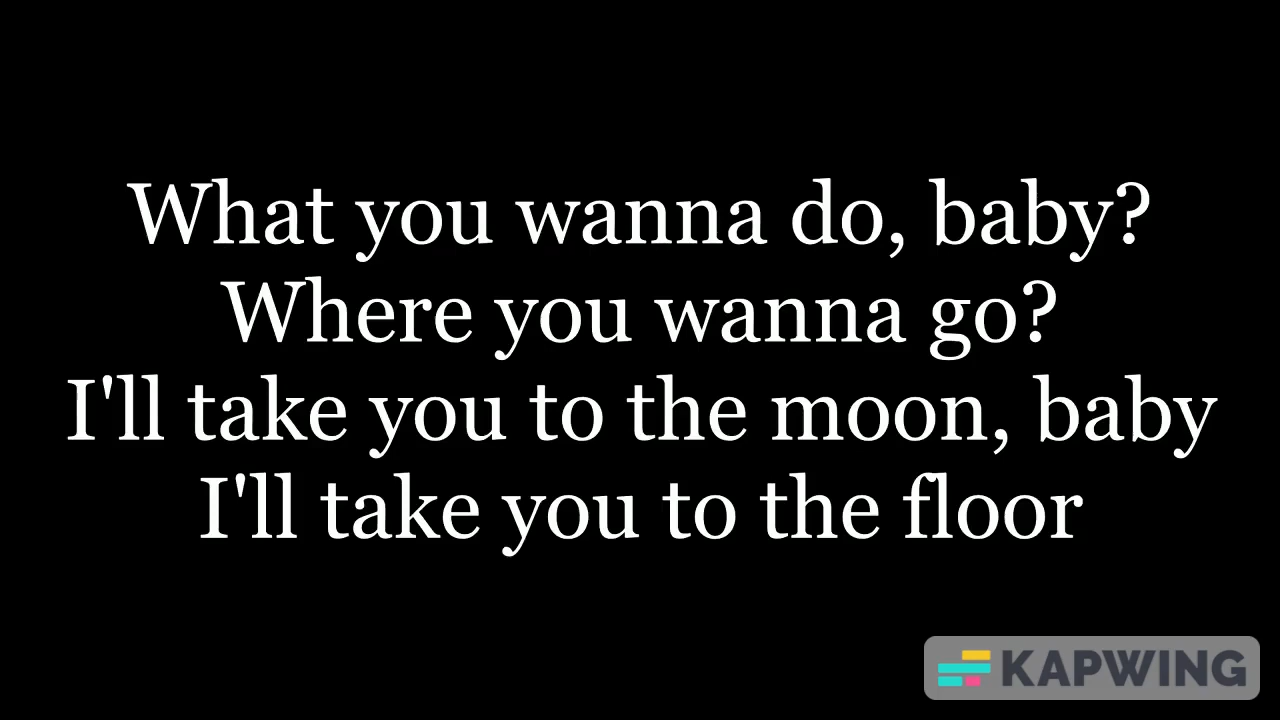 What you wanna do, baby?
Where you wanna go?
I'll take you to the moon, baby
I'll take you to the floor
KAPWING